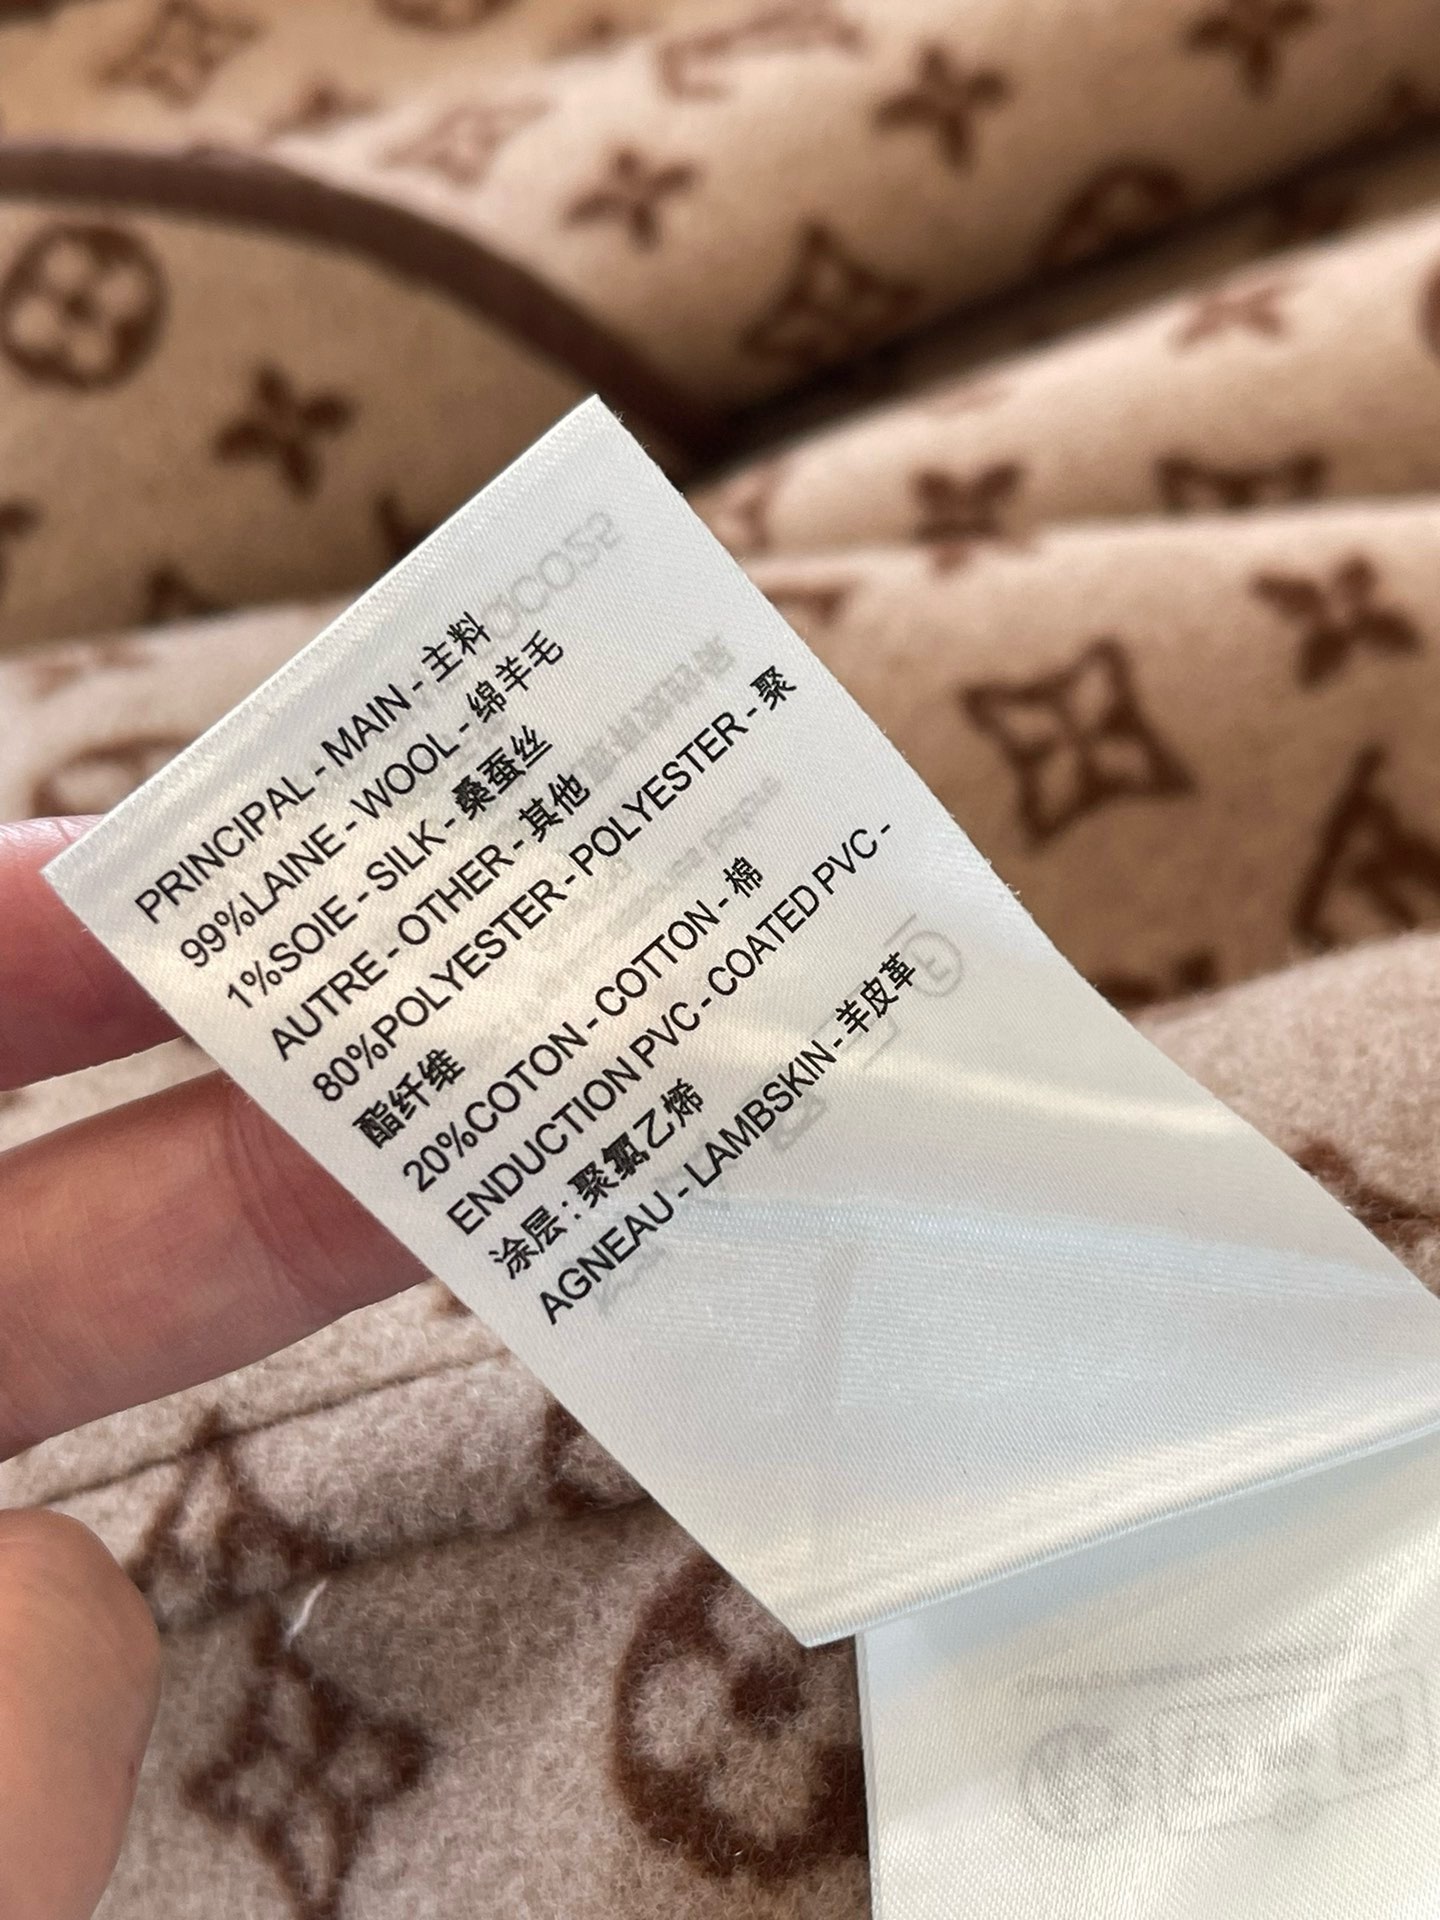 PRINCIPAL - MAIN - 主料
99%LAINE - WOOL - 绵羊毛
1%SOIE - SILK - 桑蚕丝
AUTRE - OTHER - 其他
80%POLYESTER - POLYESTER - 聚
酯纤维
20%COTON - COTTON - 棉
ENDUCTION PVC - COATED PVC -
涂层 : 聚氯乙烯
AGNEAU - LAMBSKIN - 羊皮革